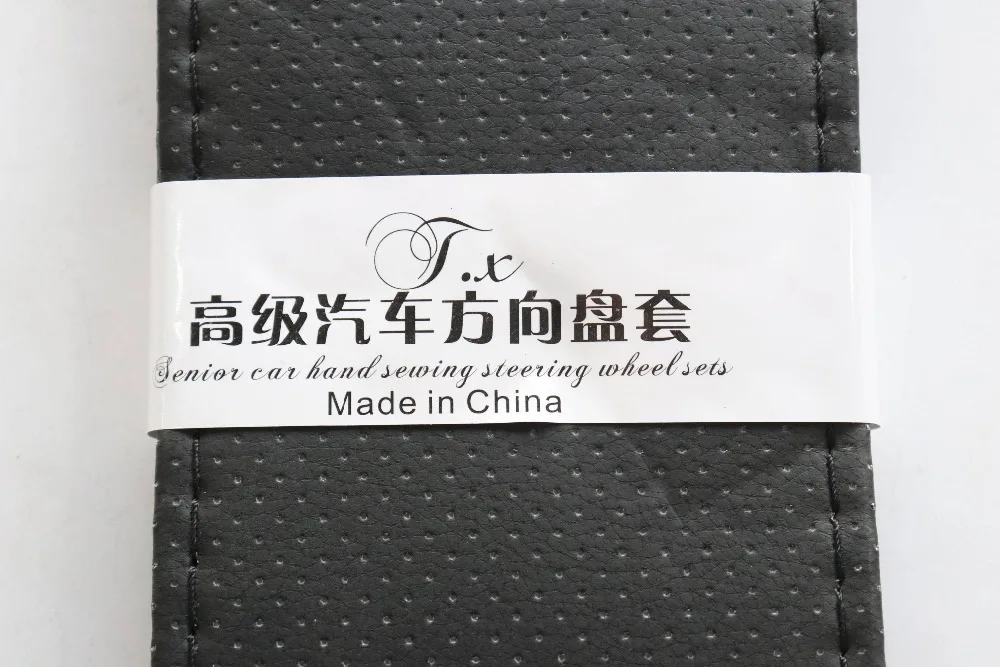 T.x
高级汽车方向盘套
Senior car hand sewing steering wheel sets
Made in China